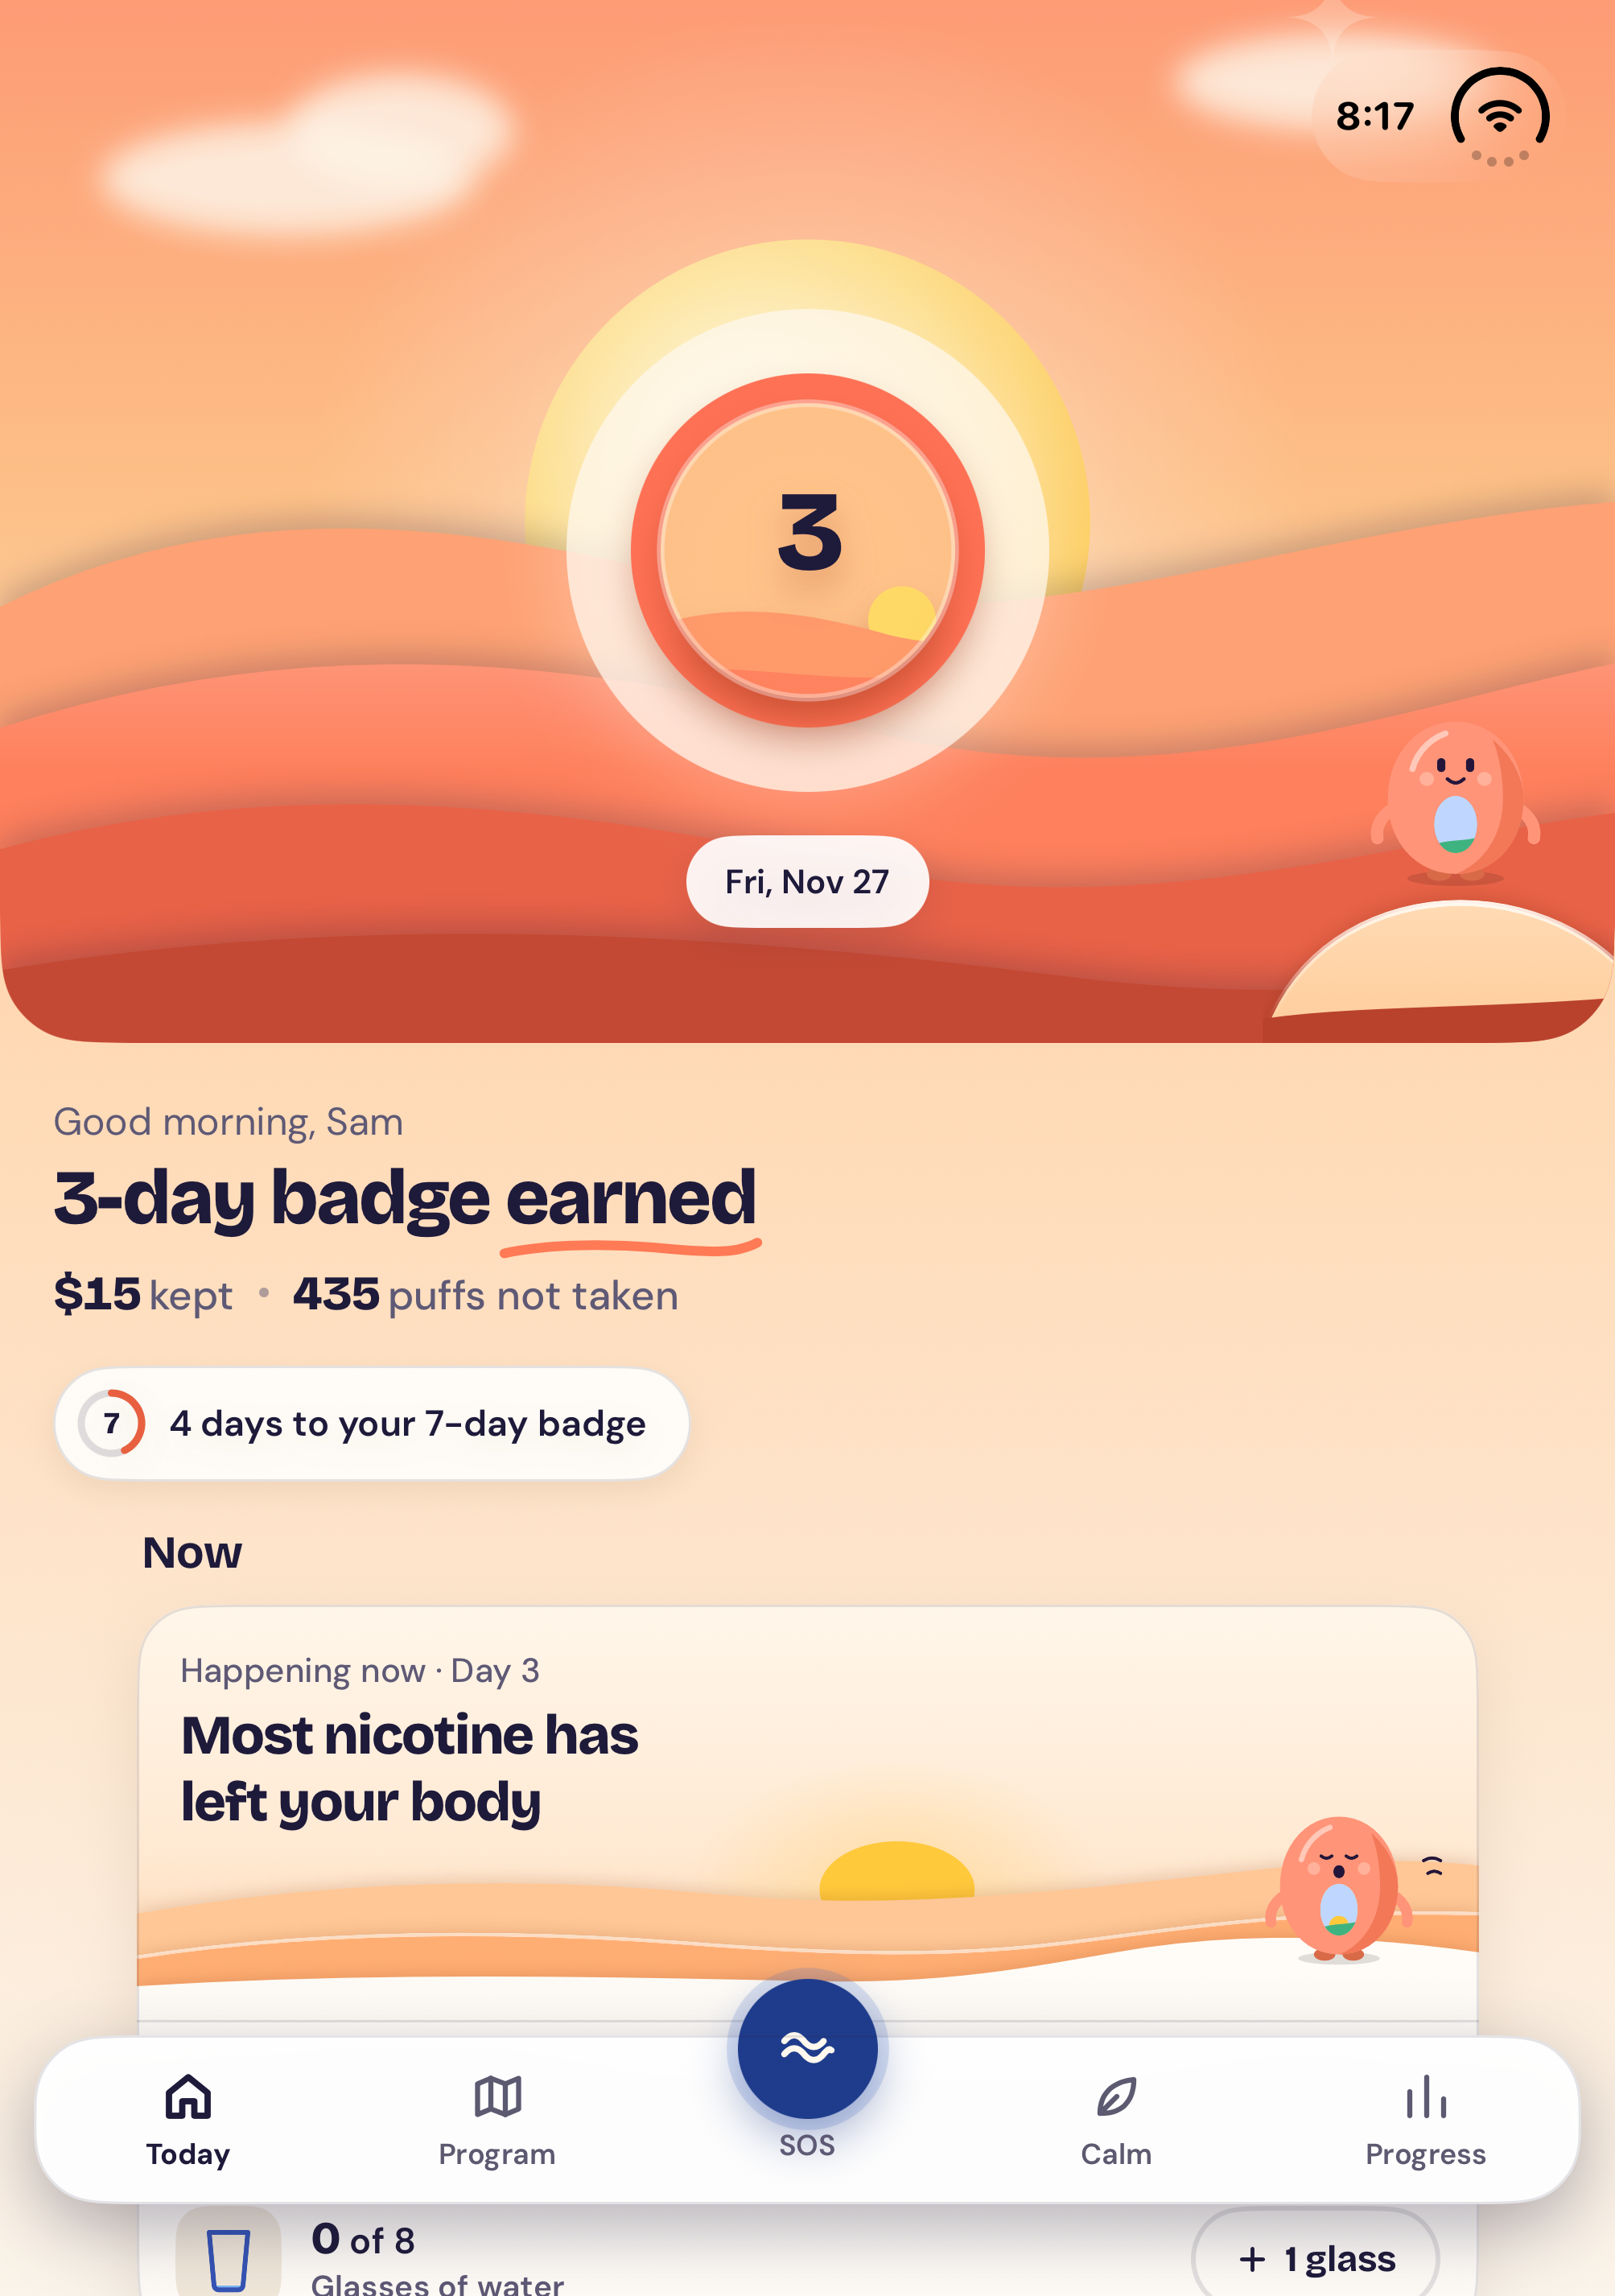 8:17
3
Fri, Nov 27
Good morning, Sam
3-day badge earned
$15 kept • 435 puffs not taken
7 4 days to your 7-day badge
Now
Happening now · Day 3
Most nicotine has
left your body
Today
Program
SOS
Calm
Progress
0 of 8
Glasses of water
+ 1 glass